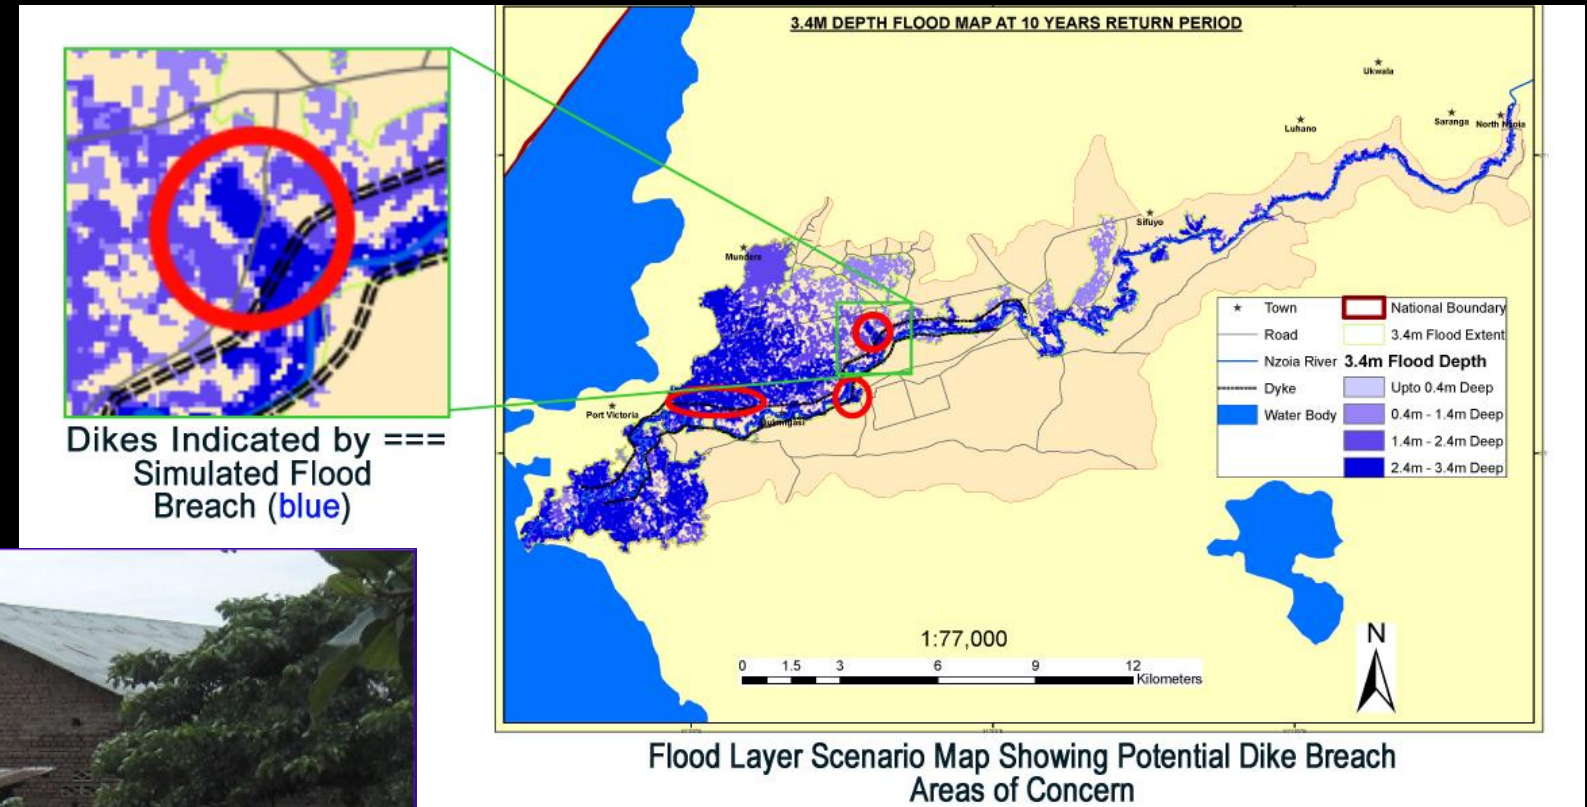 3.4M DEPTH FLOOD MAP AT 10 YEARS RETURN PERIOD
Ukwala
Luhano
Saranga
North Nzoia
Sifuyo
Mundere
Port Victoria
Town
Road
Nzoia River
Dyke
Water Body
National Boundary
3.4m Flood Extent
3.4m Flood Depth
Upto 0.4m Deep
0.4m - 1.4m Deep
1.4m - 2.4m Deep
2.4m - 3.4m Deep
1:77,000
0 1.5 3 6 9 12
Kilometers
N
Dikes Indicated by ===
Simulated Flood
Breach (blue)
Flood Layer Scenario Map Showing Potential Dike Breach
Areas of Concern